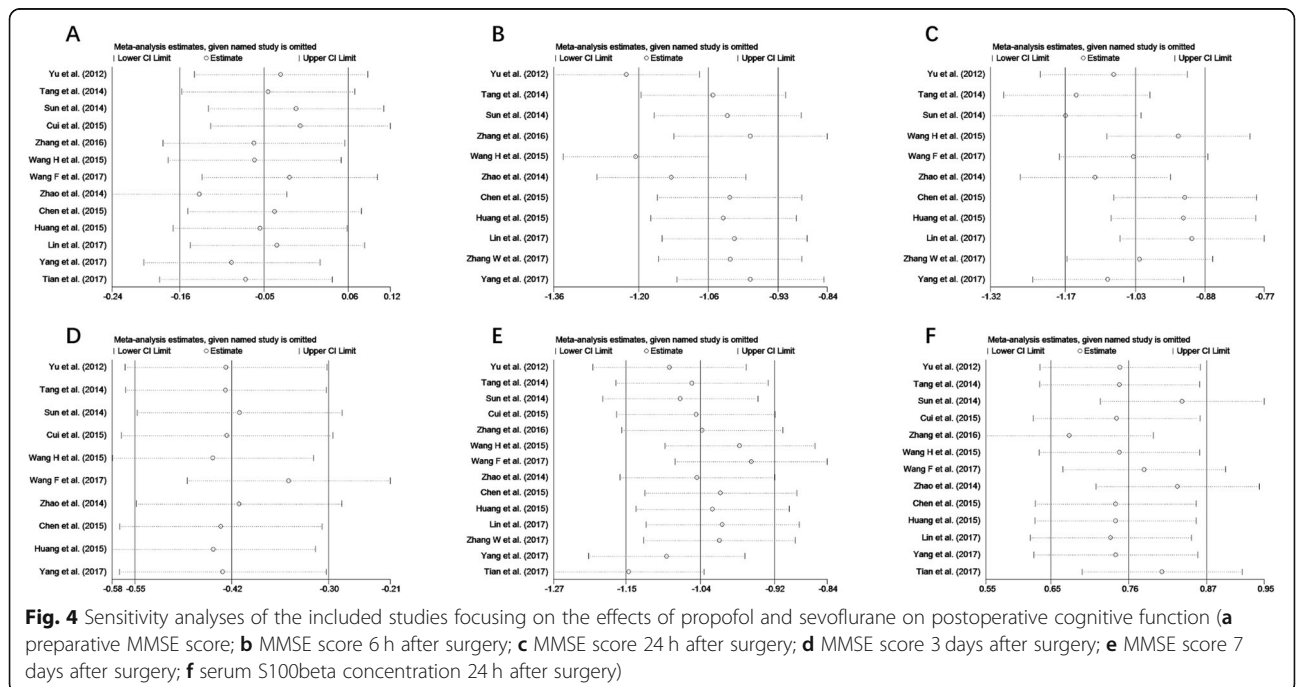 A
Meta-analysis estimates, given named study is omitted
| Lower CI Limit ○ Estimate | Upper CI Limit
Yu et al. (2012)
Tang et al. (2014)
Sun et al. (2014)
Cui et al. (2015)
Zhang et al. (2016)
Wang H et al. (2015)
Wang F et al. (2017)
Zhao et al. (2014)
Chen et al. (2015)
Huang et al. (2015)
Lin et al. (2017)
Yang et al. (2017)
Tian et al. (2017)
-0.24 -0.16 -0.05 0.06 0.12
B
Meta-analysis estimates, given named study is omitted
| Lower CI Limit ○ Estimate | Upper CI Limit
Yu et al. (2012)
Tang et al. (2014)
Sun et al. (2014)
Zhang et al. (2016)
Wang H et al. (2015)
Zhao et al. (2014)
Chen et al. (2015)
Huang et al. (2015)
Lin et al. (2017)
Zhang W et al. (2017)
Yang et al. (2017)
-1.36 -1.20 -1.06 -0.93 -0.84
C
Meta-analysis estimates, given named study is omitted
| Lower CI Limit ○ Estimate | Upper CI Limit
Yu et al. (2012)
Tang et al. (2014)
Sun et al. (2014)
Wang H et al. (2015)
Wang F et al. (2017)
Zhao et al. (2014)
Chen et al. (2015)
Huang et al. (2015)
Lin et al. (2017)
Zhang W et al. (2017)
Yang et al. (2017)
-1.32 -1.17 -1.03 -0.88 -0.77
D
Meta-analysis estimates, given named study is omitted
| Lower CI Limit ○ Estimate | Upper CI Limit
Yu et al. (2012)
Tang et al. (2014)
Sun et al. (2014)
Cui et al. (2015)
Wang H et al. (2015)
Wang F et al. (2017)
Zhao et al. (2014)
Chen et al. (2015)
Huang et al. (2015)
Yang et al. (2017)
-0.58 -0.55 -0.42 -0.30 -0.21
E
Meta-analysis estimates, given named study is omitted
| Lower CI Limit ○ Estimate | Upper CI Limit
Yu et al. (2012)
Tang et al. (2014)
Sun et al. (2014)
Cui et al. (2015)
Zhang et al. (2016)
Wang H et al. (2015)
Wang F et al. (2017)
Zhao et al. (2014)
Chen et al. (2015)
Huang et al. (2015)
Lin et al. (2017)
Zhang W et al. (2017)
Yang et al. (2017)
Tian et al. (2017)
-1.27 -1.15 -1.04 -0.92 -0.84
F
Meta-analysis estimates, given named study is omitted
| Lower CI Limit ○ Estimate | Upper CI Limit
Yu et al. (2012)
Tang et al. (2014)
Sun et al. (2014)
Cui et al. (2015)
Zhang et al. (2016)
Wang H et al. (2015)
Wang F et al. (2017)
Zhao et al. (2014)
Chen et al. (2015)
Huang et al. (2015)
Lin et al. (2017)
Yang et al. (2017)
Tian et al. (2017)
0.55 0.65 0.76 0.87 0.95
Fig. 4 Sensitivity analyses of the included studies focusing on the effects of propofol and sevoflurane on postoperative cognitive function (a
preparative MMSE score; b MMSE score 6 h after surgery; c MMSE score 24 h after surgery; d MMSE score 3 days after surgery; e MMSE score 7
days after surgery; f serum S100beta concentration 24 h after surgery)